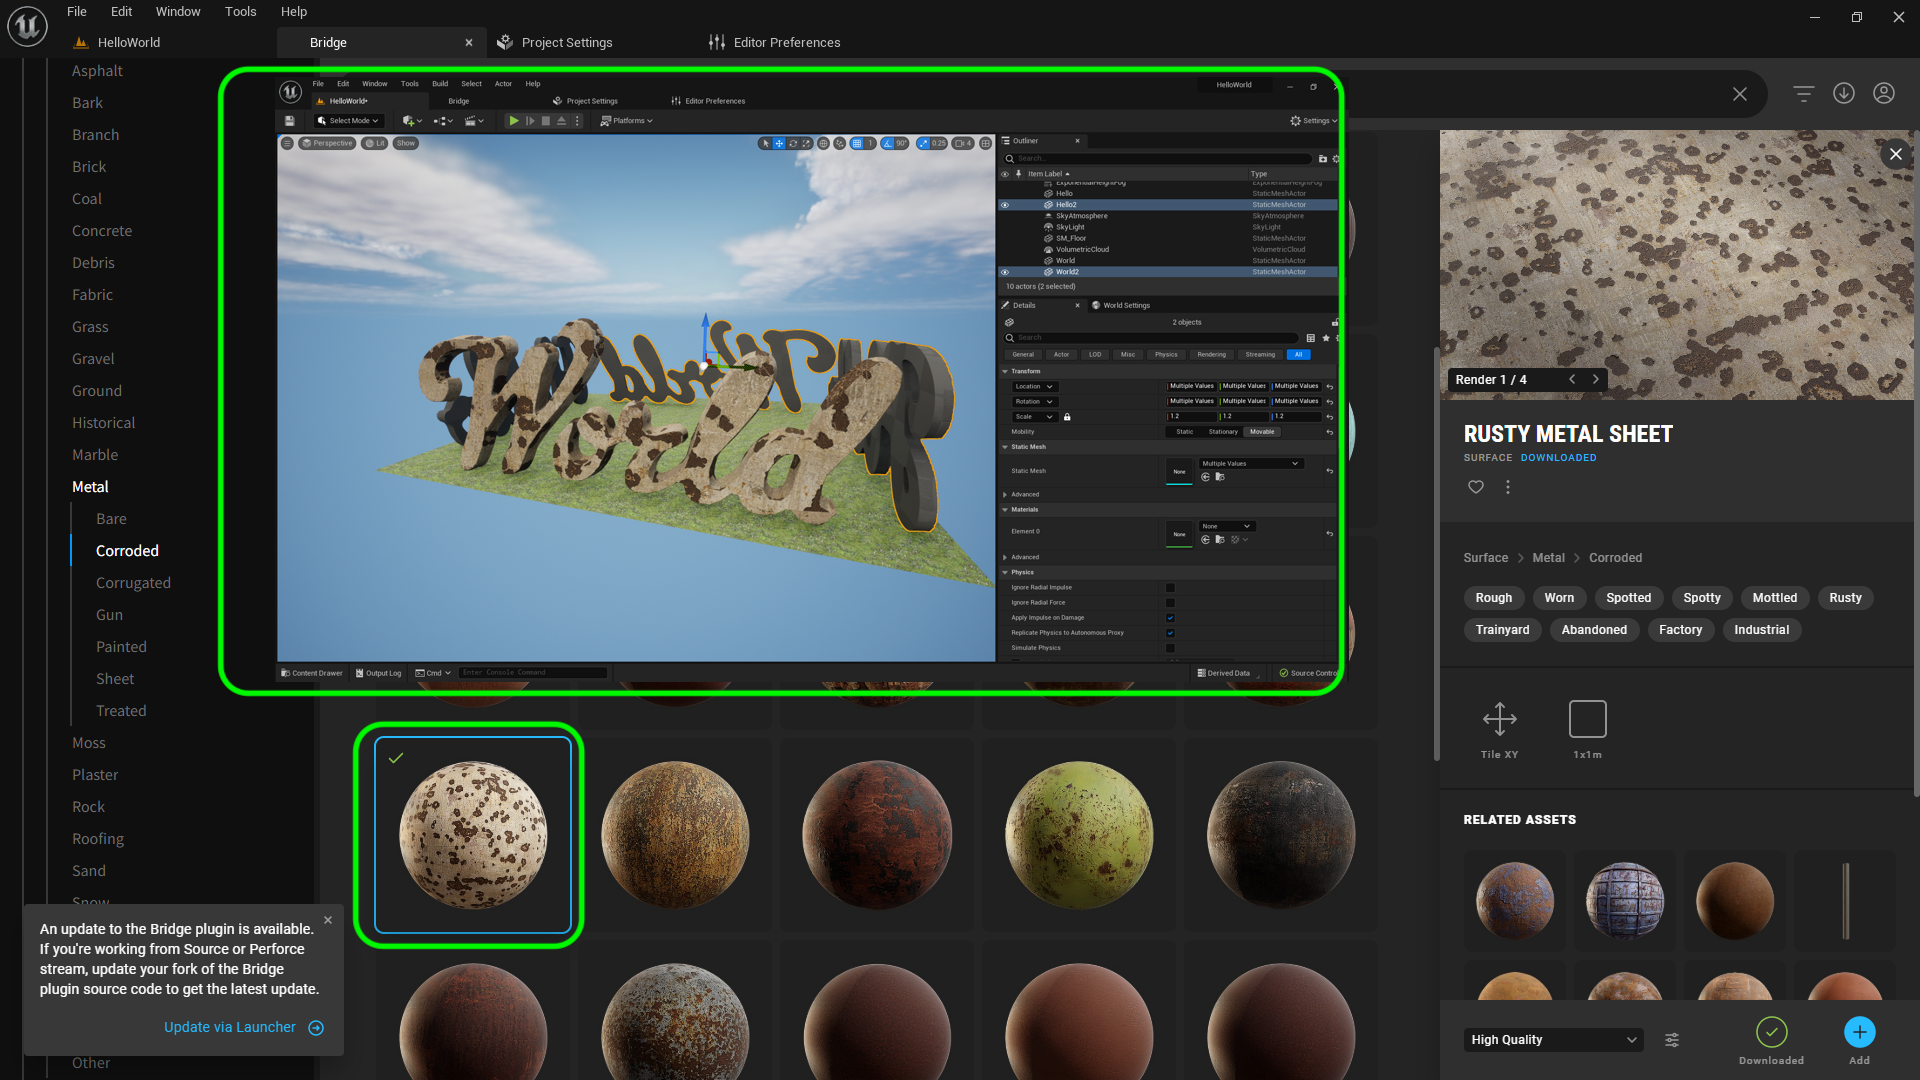 File Edit Window Tools Help
HelloWorld
Bridge
Project Settings
Editor Preferences
Asphalt
Bark
Branch
Brick
Coal
Concrete
Debris
Fabric
Grass
Gravel
Ground
Historical
Marble
Metal
Bare
Corroded
Corrugated
Gun
Painted
Sheet
Treated
Moss
Plaster
Rock
Roofing
Sand
Snow
Other
An update to the Bridge plugin is available.
If you're working from Source or Perforce
stream, update your fork of the Bridge
plugin source code to get the latest update.
Update via Launcher
File Edit Window Tools Build Select Actor Help
HelloWorld
HelloWorld•
Bridge
Project Settings
Editor Preferences
Select Mode
Platforms
Settings
Perspective
Lit
Show
1
90°
0.25
4
World
Outliner
Search...
Item Label
Type
ExponentialHeightFog ExponentialHeightFog
Hello StaticMeshActor
Hello2 StaticMeshActor
SkyAtmosphere SkyAtmosphere
SkyLight SkyLight
SM_Floor StaticMeshActor
VolumetricCloud VolumetricCloud
World StaticMeshActor
World2 StaticMeshActor
10 actors (2 selected)
Details
World Settings
2 objects
Search
General Actor LOD Misc Physics Rendering Streaming All
Transform
Location Multiple Values Multiple Values Multiple Values
Rotation Multiple Values Multiple Values Multiple Values
Scale 1.2 1.2 1.2
Mobility Static Stationary Movable
Static Mesh
Static Mesh None Multiple Values
Advanced
Materials
Element 0 None None
Advanced
Physics
Ignore Radial Impulse
Ignore Radial Force
Apply Impulse on Damage
Replicate Physics to Autonomous Proxy
Simulate Physics
Content Drawer
Output Log
Cmd
Enter Console Command
Derived Data
Source Contro
Render 1 / 4
RUSTY METAL SHEET
SURFACE DOWNLOADED
Surface > Metal > Corroded
Rough Worn Spotted Spotty Mottled Rusty
Trainyard Abandoned Factory Industrial
Tile XY
1x1m
RELATED ASSETS
High Quality
Downloaded
Add